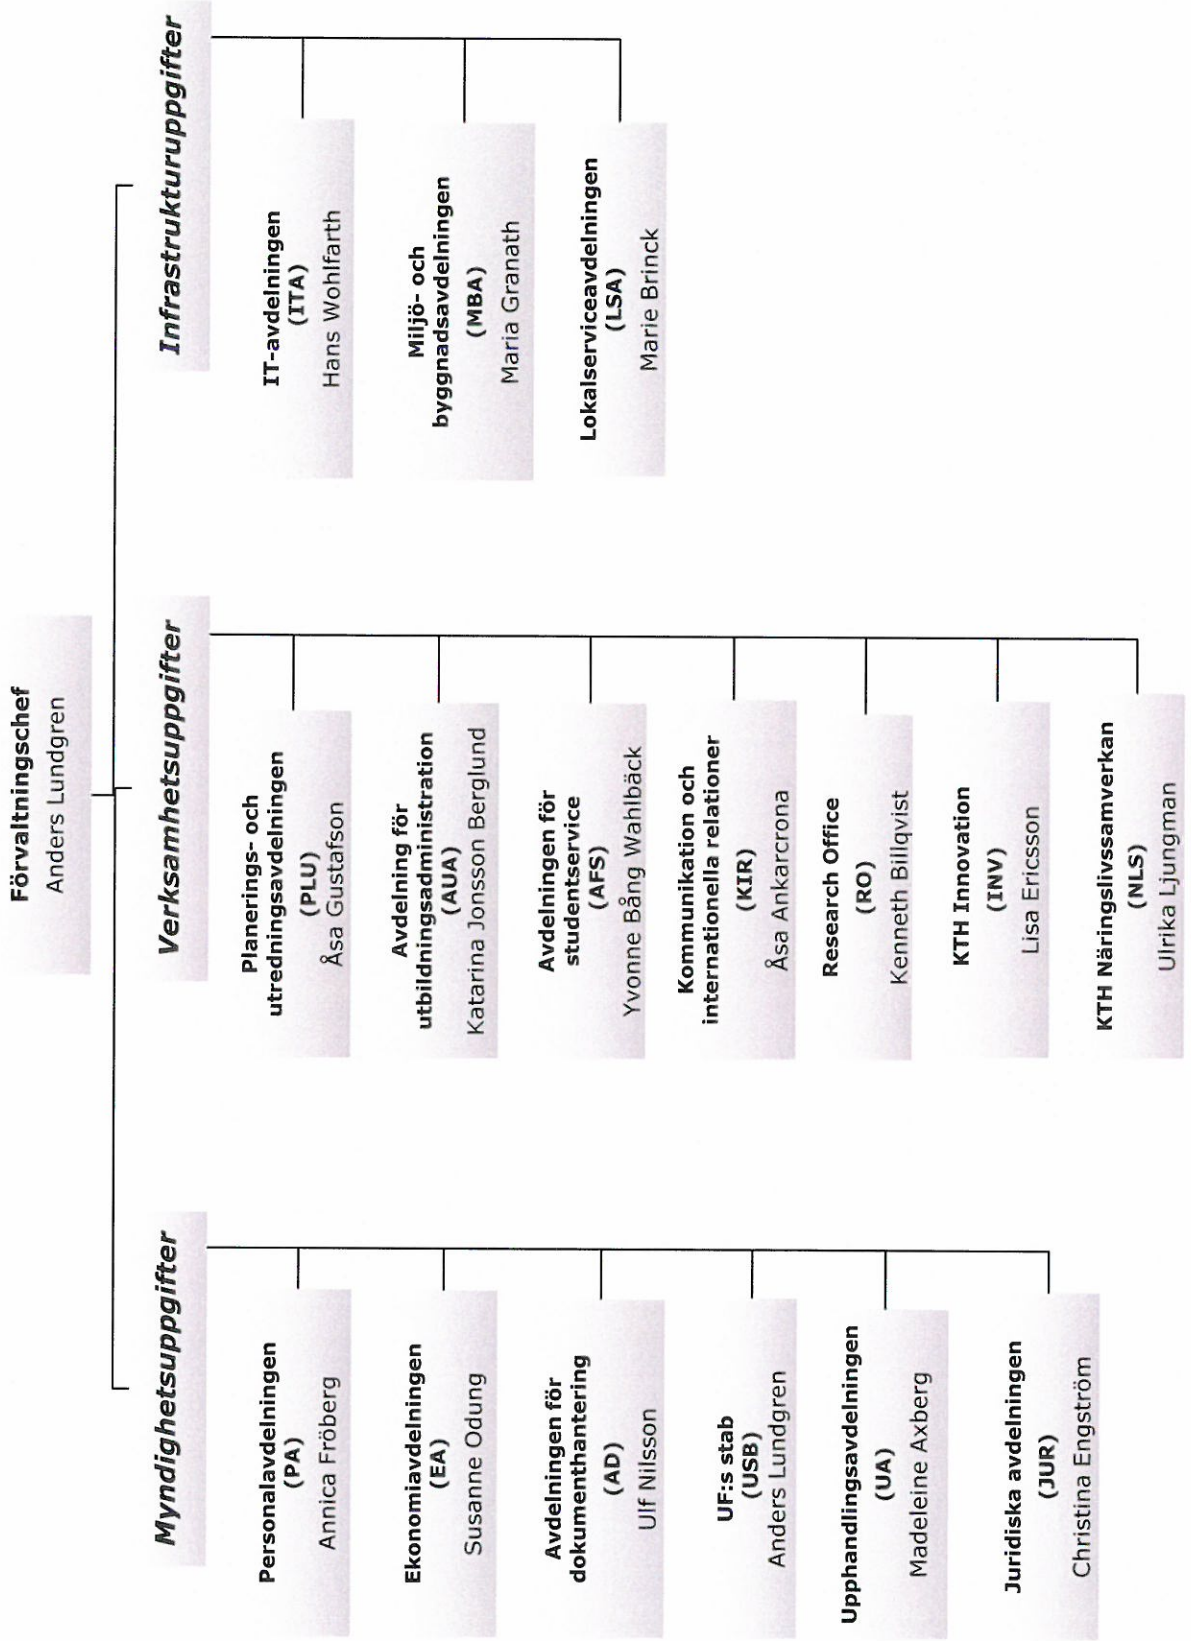 Förvaltningschef
Anders Lundgren
Myndighetsuppgifter
Personalavdelningen
(PA)
Annica Fröberg
Ekonomiavdelningen
(EA)
Susanne Odung
Avdelningen för
dokumenthantering
(AD)
Ulf Nilsson
UF:s stab
(USB)
Anders Lundgren
Upphandlingsavdelningen
(UA)
Madeleine Axberg
Juridiska avdelningen
(JUR)
Christina Engström
Verksamhetsuppgifter
Planerings- och
utredningsavdelningen
(PLU)
Åsa Gustafson
Avdelning för
utbildningsadministration
(AUA)
Katarina Jonsson Berglund
Avdelningen för
studentservice
(AFS)
Yvonne Bång Wahlbäck
Kommunikation och
internationella relationer
(KIR)
Åsa Ankarcrona
Research Office
(RO)
Kenneth Billqvist
KTH Innovation
(INV)
Lisa Ericsson
KTH Näringslivssamverkan
(NLS)
Ulrika Ljungman
Infrastrukturuppgifter
IT-avdelningen
(ITA)
Hans Wohlfarth
Miljö- och
byggnadsavdelningen
(MBA)
Maria Granath
Lokalserviceavdelningen
(LSA)
Marie Brinck